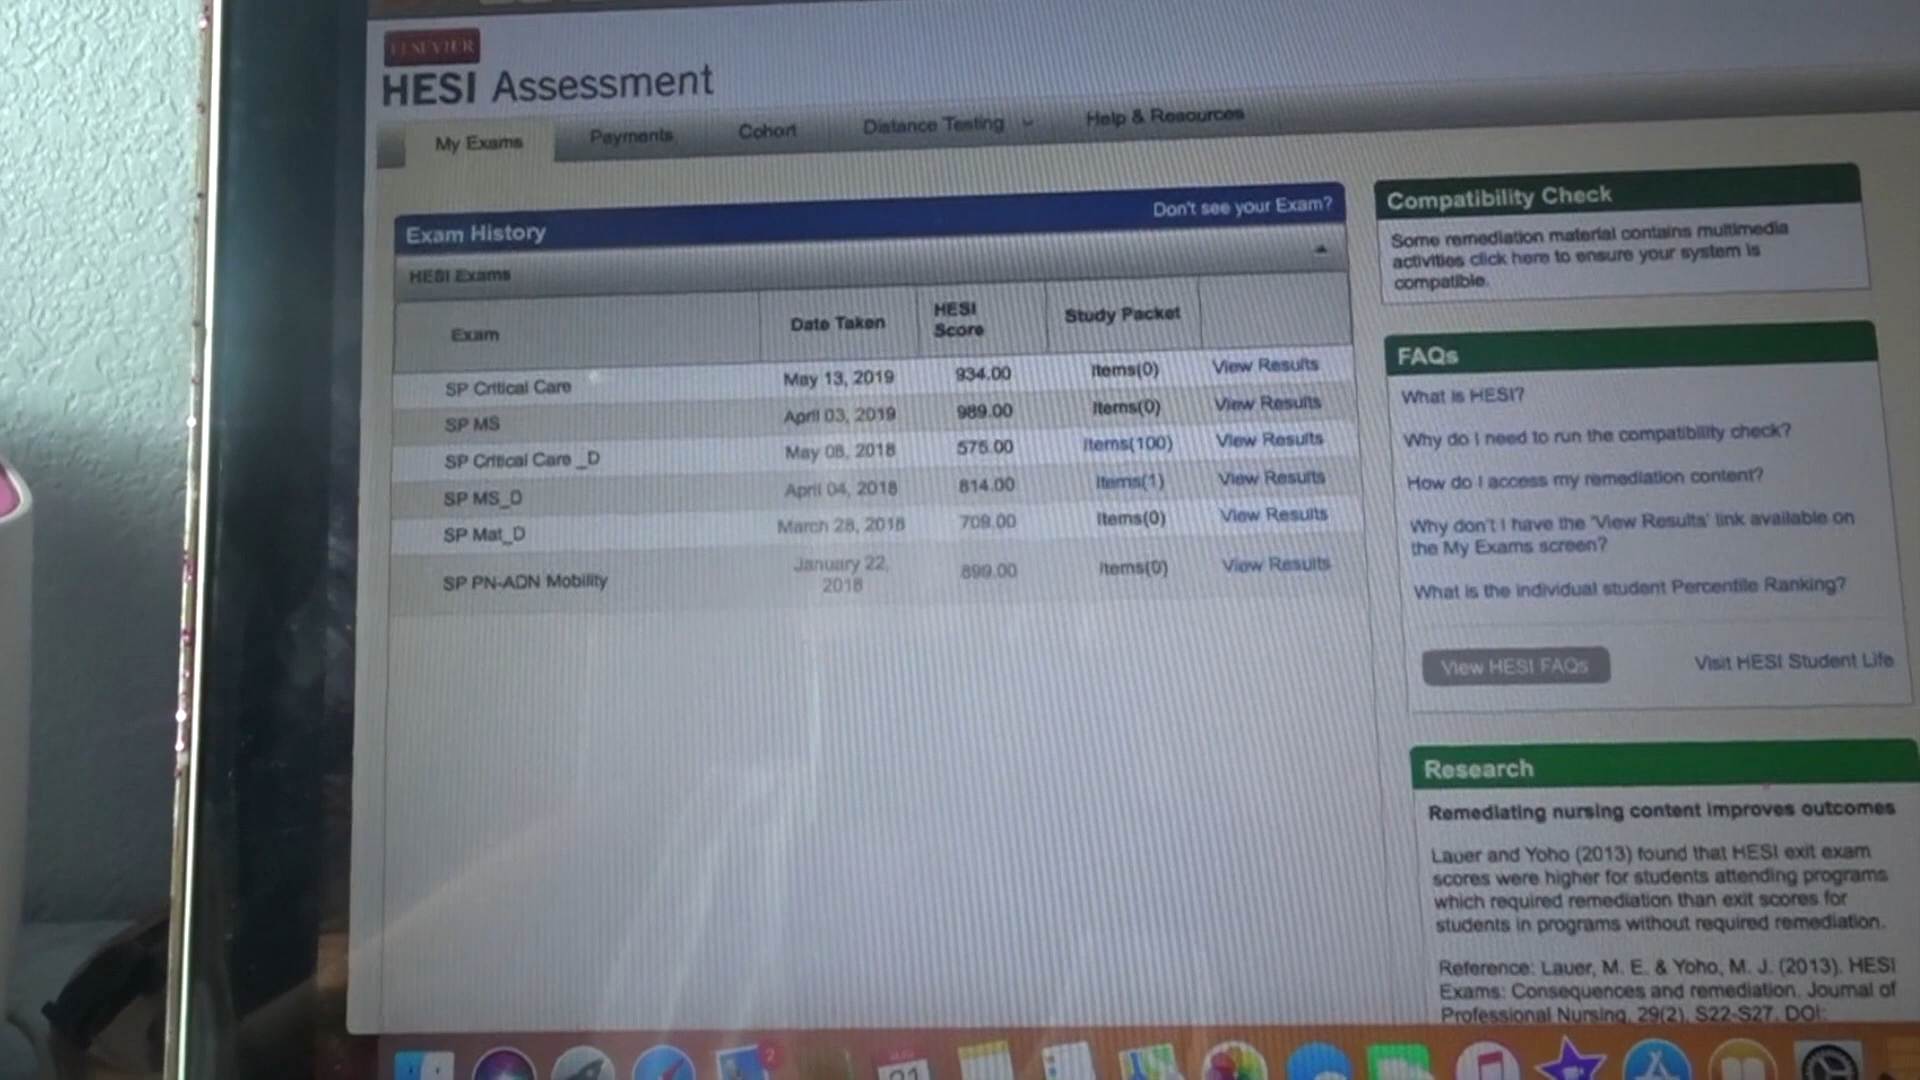 ELSEVIER
HESI Assessment
My Exams Payments Cohort Distance Testing Help & Resources
Exam History Don't see your Exam?
HESI Exams
Exam Date Taken HESI Score Study Packet
SP Critical Care May 13, 2019 934.00 Items(0) View Results
SP MS April 03, 2019 989.00 Items(0) View Results
SP Critical Care _D May 08, 2018 575.00 Items(100) View Results
SP MS_D April 04, 2018 814.00 Items(1) View Results
SP Mat_D March 28, 2018 709.00 Items(0) View Results
SP PN-ADN Mobility January 22, 2018 899.00 Items(0) View Results
Compatibility Check
Some remediation material contains multimedia
activities click here to ensure your system is
compatible.
FAQs
What is HESI?
Why do I need to run the compatibility check?
How do I access my remediation content?
Why don't I have the 'View Results' link available on
the My Exams screen?
What is the individual student Percentile Ranking?
View HESI FAQs Visit HESI Student Life
Research
Remediating nursing content improves outcomes
Lauer and Yoho (2013) found that HESI exit exam
scores were higher for students attending programs
which required remediation than exit scores for
students in programs without required remediation.
Reference: Lauer, M. E. & Yoho, M. J. (2013). HESI
Exams: Consequences and remediation. Journal of
Professional Nursing, 29(2), S22-S27. DOI:
2